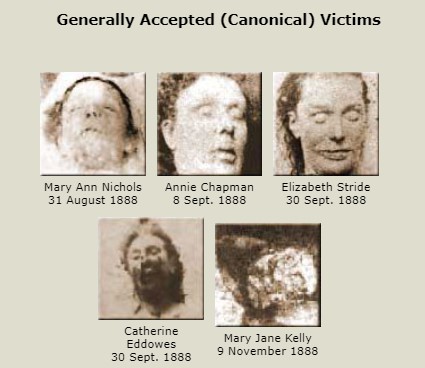 Generally Accepted (Canonical) Victims
Mary Ann Nichols
31 August 1888
Annie Chapman
8 Sept. 1888
Elizabeth Stride
30 Sept. 1888
Catherine
Eddowes
30 Sept. 1888
Mary Jane Kelly
9 November 1888